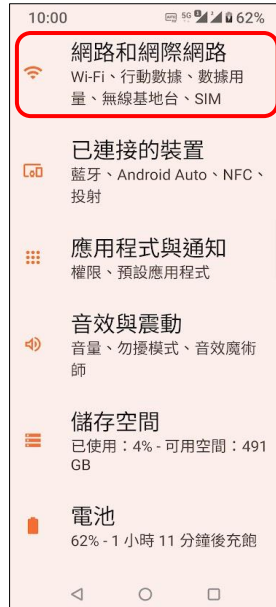 10:00 5G 62%
網路和網際網路
Wi-Fi、行動數據、數據用
量、無線基地台、SIM
已連接的裝置
藍牙、Android Auto、NFC、
投射
應用程式與通知
權限、預設應用程式
音效與震動
音量、勿擾模式、音效魔術
師
儲存空間
已使用：4% - 可用空間：491
GB
電池
62% - 1 小時 11 分鐘後充飽